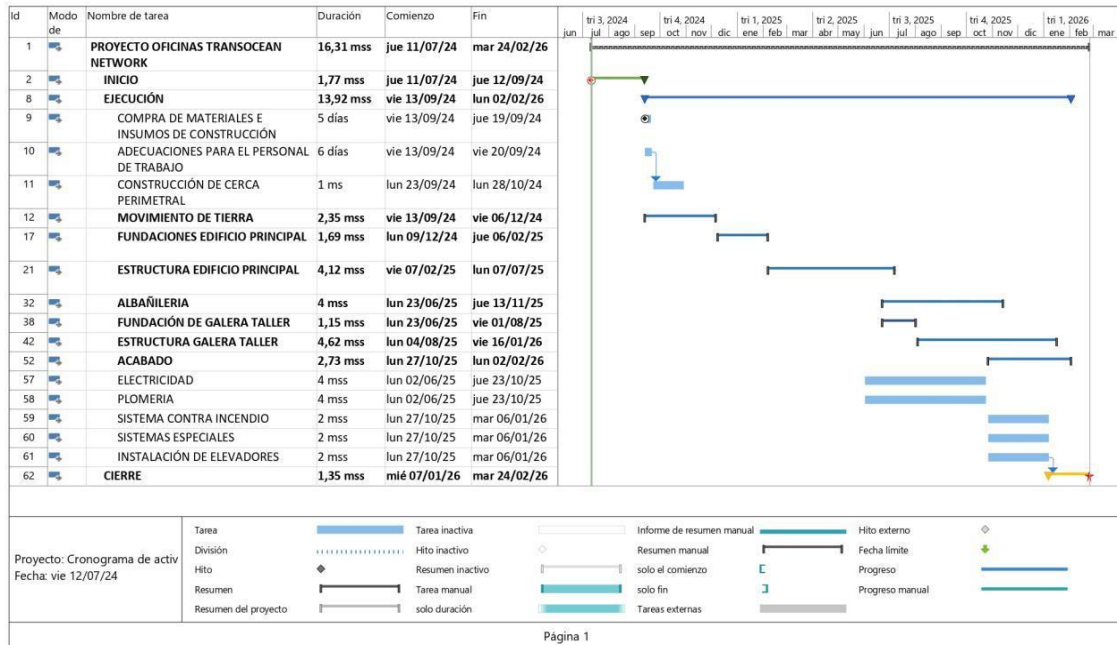 Id Modo de Nombre de tarea Duración Comienzo Fin
tri 3, 2024 tri 4, 2024 tri 1, 2025 tri 2, 2025 tri 3, 2025 tri 4, 2025 tri 1, 2026
jun jul ago sep oct nov dic ene feb mar abr may jun jul ago sep oct nov dic ene feb mar
1 PROYECTO OFICINAS TRANSOCEAN 16,31 mss jue 11/07/24 mar 24/02/26
NETWORK
2 INICIO 1,77 mss jue 11/07/24 jue 12/09/24
8 EJECUCIÓN 13,92 mss vie 13/09/24 lun 02/02/26
9 COMPRA DE MATERIALES E 5 días vie 13/09/24 jue 19/09/24
INSUMOS DE CONSTRUCCIÓN
10 ADECUACIONES PARA EL PERSONAL 6 días vie 13/09/24 vie 20/09/24
DE TRABAJO
11 CONSTRUCCIÓN DE CERCA 1 ms lun 23/09/24 lun 28/10/24
PERIMETRAL
12 MOVIMIENTO DE TIERRA 2,35 mss vie 13/09/24 vie 06/12/24
17 FUNDACIONES EDIFICIO PRINCIPAL 1,69 mss lun 09/12/24 jue 06/02/25
21 ESTRUCTURA EDIFICIO PRINCIPAL 4,12 mss vie 07/02/25 lun 07/07/25
32 ALBAÑILERIA 4 mss lun 23/06/25 jue 13/11/25
38 FUNDACIÓN DE GALERA TALLER 1,15 mss lun 23/06/25 vie 01/08/25
42 ESTRUCTURA GALERA TALLER 4,62 mss lun 04/08/25 vie 16/01/26
52 ACABADO 2,73 mss lun 27/10/25 lun 02/02/26
57 ELECTRICIDAD 4 mss lun 02/06/25 jue 23/10/25
58 PLOMERIA 4 mss lun 02/06/25 jue 23/10/25
59 SISTEMA CONTRA INCENDIO 2 mss lun 27/10/25 mar 06/01/26
60 SISTEMAS ESPECIALES 2 mss lun 27/10/25 mar 06/01/26
61 INSTALACIÓN DE ELEVADORES 2 mss lun 27/10/25 mar 06/01/26
62 CIERRE 1,35 mss mié 07/01/26 mar 24/02/26
Proyecto: Cronograma de activ
Fecha: vie 12/07/24
Tarea Tarea inactiva Informe de resumen manual Hito externo
División Hito inactivo Resumen manual Fecha límite
Hito Resumen inactivo solo el comienzo Progreso
Resumen Tarea manual solo fin Progreso manual
Resumen del proyecto solo duración Tareas externas
Página 1